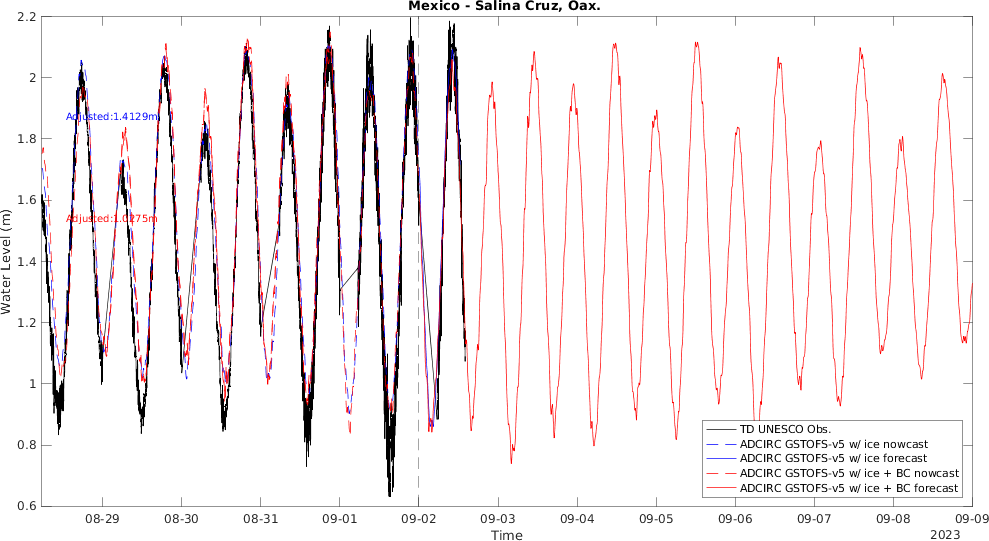 Mexico - Salina Cruz, Oax.
2.2
2
1.8
1.6
1.4
1.2
1
0.8
0.6
Water Level (m)
Adjusted:1.4129m
Adjusted:1.0275m
TD UNESCO Obs.
ADCIRC GSTOFS-v5 w/ ice nowcast
ADCIRC GSTOFS-v5 w/ ice forecast
ADCIRC GSTOFS-v5 w/ ice + BC nowcast
ADCIRC GSTOFS-v5 w/ ice + BC forecast
08-29 08-30 08-31 09-01 09-02 09-03 09-04 09-05 09-06 09-07 09-08 09-09
Time
2023